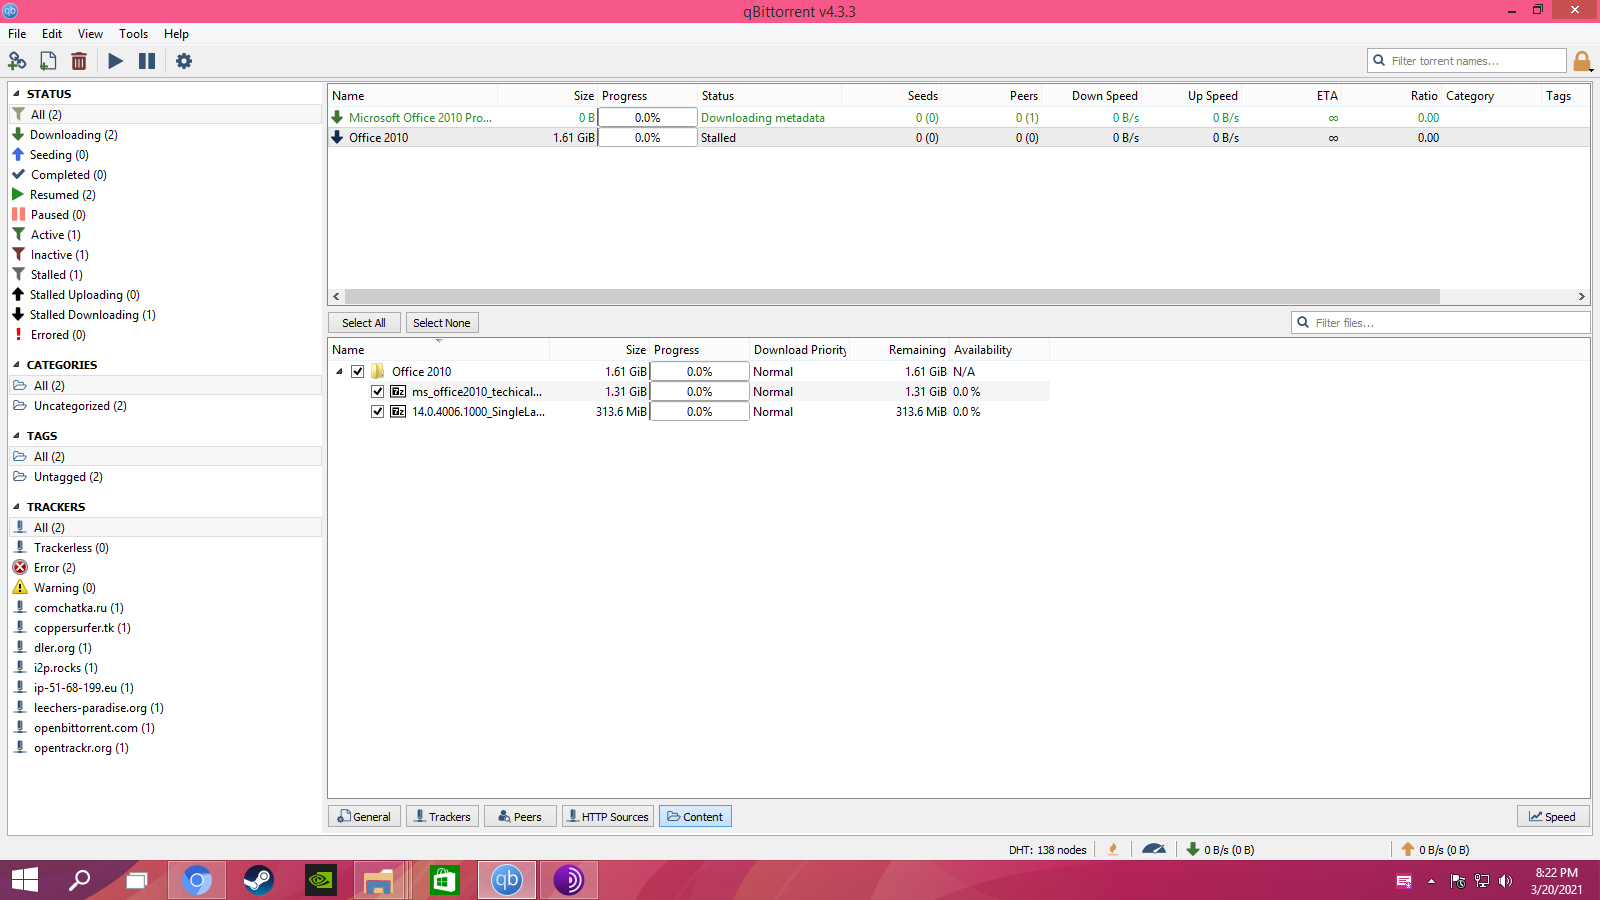 qBittorrent v4.3.3
File Edit View Tools Help
Filter torrent names...
STATUS
All (2)
Downloading (2)
Seeding (0)
Completed (0)
Resumed (2)
Paused (0)
Active (1)
Inactive (1)
Stalled (1)
Stalled Uploading (0)
Stalled Downloading (1)
Errored (0)
CATEGORIES
All (2)
Uncategorized (2)
TAGS
All (2)
Untagged (2)
TRACKERS
All (2)
Trackerless (0)
Error (2)
Warning (0)
comchatka.ru (1)
coppersurfer.tk (1)
dler.org (1)
i2p.rocks (1)
ip-51-68-199.eu (1)
leechers-paradise.org (1)
openbittorrent.com (1)
opentrackr.org (1)
Name Size Progress Status Seeds Peers Down Speed Up Speed ETA Ratio Category Tags
Microsoft Office 2010 Pro... 0 B 0.0% Downloading metadata 0 (0) 0 (1) 0 B/s 0 B/s ∞ 0.00
Office 2010 1.61 GiB 0.0% Stalled 0 (0) 0 (0) 0 B/s 0 B/s ∞ 0.00
Select All Select None Filter files...
Name Size Progress Download Priority Remaining Availability
Office 2010 1.61 GiB 0.0% Normal 1.61 GiB N/A
7z ms_office2010_techical... 1.31 GiB 0.0% Normal 1.31 GiB 0.0 %
7z 14.0.4006.1000_SingleLa... 313.6 MiB 0.0% Normal 313.6 MiB 0.0 %
General Trackers Peers HTTP Sources Content Speed
DHT: 138 nodes 0 B/s (0 B) 0 B/s (0 B)
qb
8:22 PM
3/20/2021